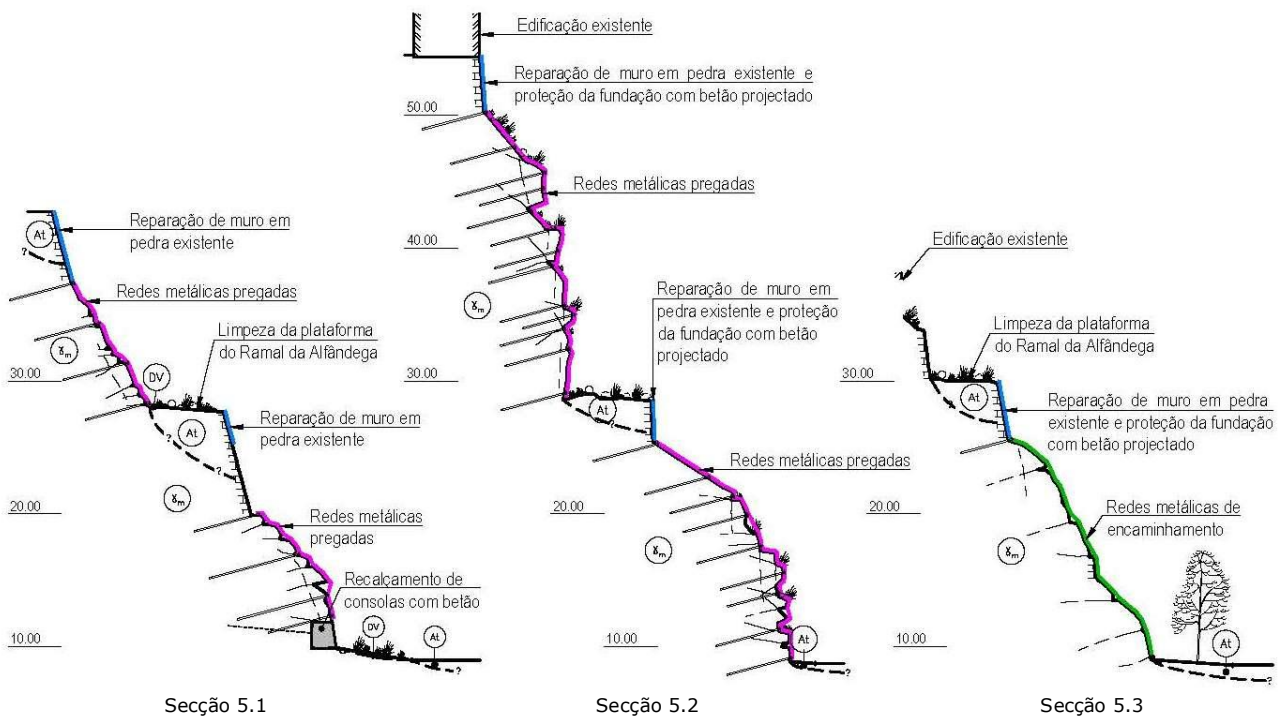 Edificação existente
Reparação de muro em pedra existente e
proteção da fundação com betão projectado
50.00
Redes metálicas pregadas
40.00
Reparação de muro em
pedra existente e proteção
da fundação com betão
projectado
γm
30.00
At
?
Redes metálicas pregadas
20.00
γm
10.00
At
?
Secção 5.2
Reparação de muro em
pedra existente
At
?
Redes metálicas pregadas
Limpeza da plataforma
do Ramal da Alfândega
γm
DV
30.00
Reparação de muro em
pedra existente
At
?
?
γm
20.00
Redes metálicas
pregadas
Recalçamento de
consolas com betão
10.00
DV
At
?
Secção 5.1
Edificação existente
Limpeza da plataforma
do Ramal da Alfândega
30.00
At
?
Reparação de muro em pedra
existente e proteção da fundação
com betão projectado
20.00
Redes metálicas de
encaminhamento
γm
10.00
At
?
Secção 5.3